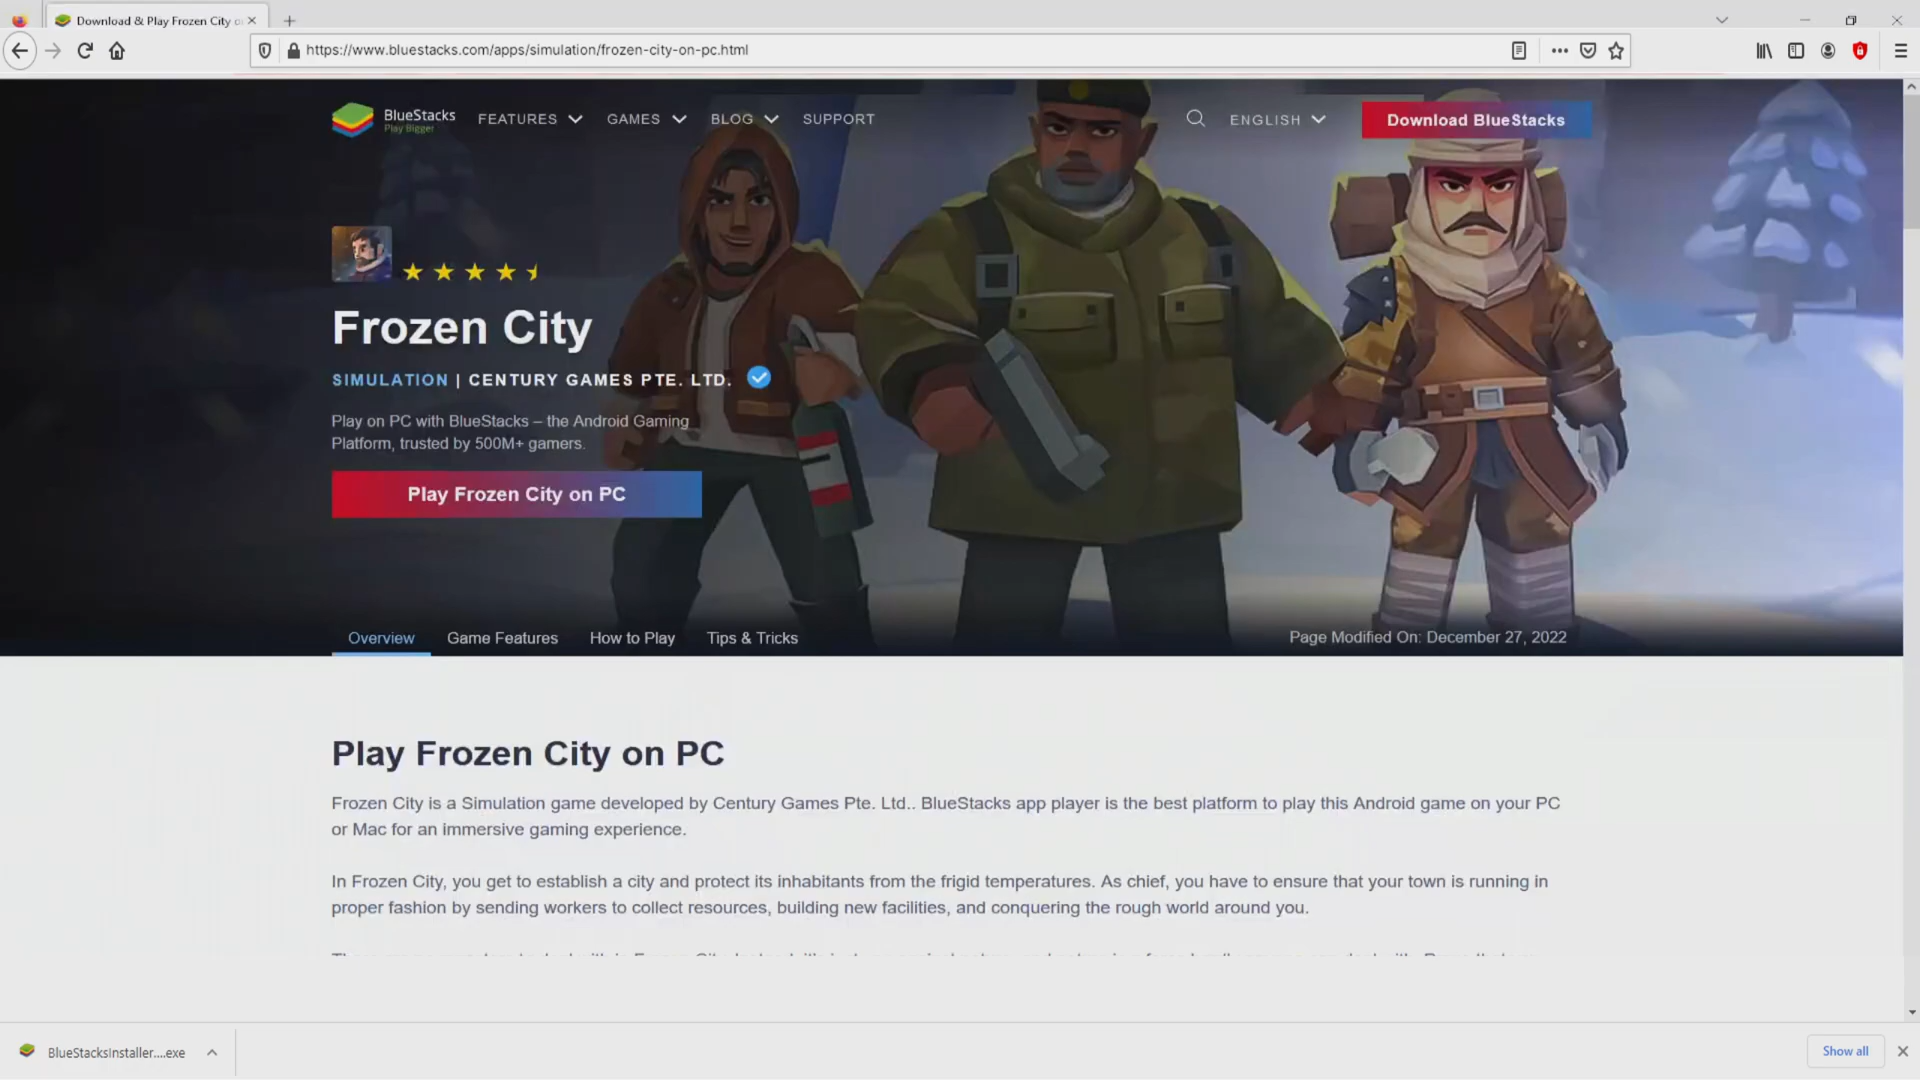 Download & Play Frozen City o
https://www.bluestacks.com/apps/simulation/frozen-city-on-pc.html
BlueStacks
Play Bigger
FEATURES
GAMES
BLOG
SUPPORT
ENGLISH
Download BlueStacks
Frozen City
SIMULATION | CENTURY GAMES PTE. LTD.
Play on PC with BlueStacks – the Android Gaming
Platform, trusted by 500M+ gamers.
Play Frozen City on PC
Overview
Game Features
How to Play
Tips & Tricks
Page Modified On: December 27, 2022
Play Frozen City on PC
Frozen City is a Simulation game developed by Century Games Pte. Ltd.. BlueStacks app player is the best platform to play this Android game on your PC
or Mac for an immersive gaming experience.
In Frozen City, you get to establish a city and protect its inhabitants from the frigid temperatures. As chief, you have to ensure that your town is running in
proper fashion by sending workers to collect resources, building new facilities, and conquering the rough world around you.
BlueStacksInstaller....exe
Show all